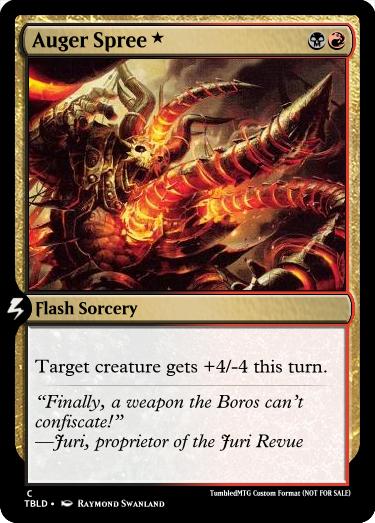 Auger Spree ★
Flash Sorcery
Target creature gets +4/-4 this turn.
“Finally, a weapon the Boros can’t
confiscate!”
—Juri, proprietor of the Juri Revue
C
TBLD • Raymond Swanland
TumbledMTG Custom Format (NOT FOR SALE)